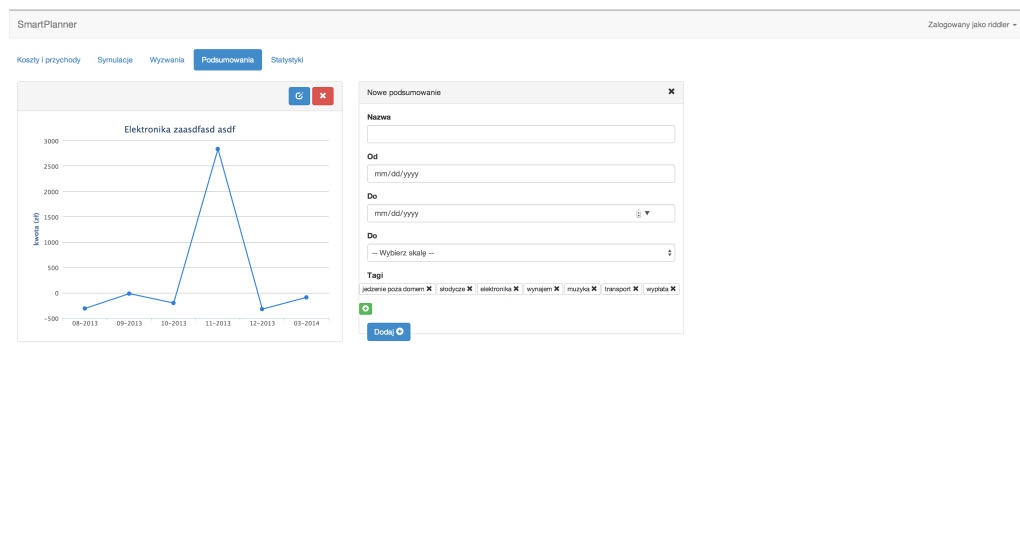 SmartPlanner
Zalogowany jako riddler
Koszty i przychody Symulacje Wyzwania Podsumowania Statystyki
Elektronika zaasdfasd asdf
kwota (zł)
3000
2500
2000
1500
1000
500
0
-500
08-2013 09-2013 10-2013 11-2013 12-2013 03-2014
Nowe podsumowanie
Nazwa
Od
mm/dd/yyyy
Do
mm/dd/yyyy
Do
-- Wybierz skalę --
Tagi
jedzenie poza domem słodycze elektronika wynajem muzyka transport wypłata
Dodaj